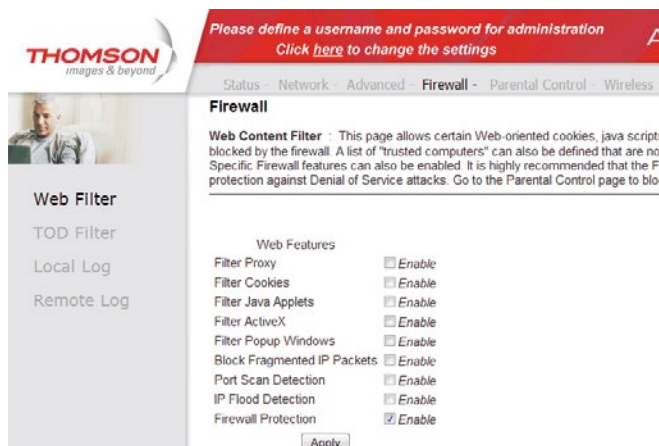 Please define a username and password for administration
Click here to change the settings
THOMSON
images & beyond
Status - Network - Advanced - Firewall - Parental Control - Wireless
Firewall
Web Content Filter : This page allows certain Web-oriented cookies, java scripts
blocked by the firewall. A list of "trusted computers" can also be defined that are no
Specific Firewall features can also be enabled. It is highly recommended that the F
protection against Denial of Service attacks. Go to the Parental Control page to blo
Web Filter
TOD Filter
Local Log
Remote Log
Web Features
Filter Proxy Enable
Filter Cookies Enable
Filter Java Applets Enable
Filter ActiveX Enable
Filter Popup Windows Enable
Block Fragmented IP Packets Enable
Port Scan Detection Enable
IP Flood Detection Enable
Firewall Protection Enable
Apply